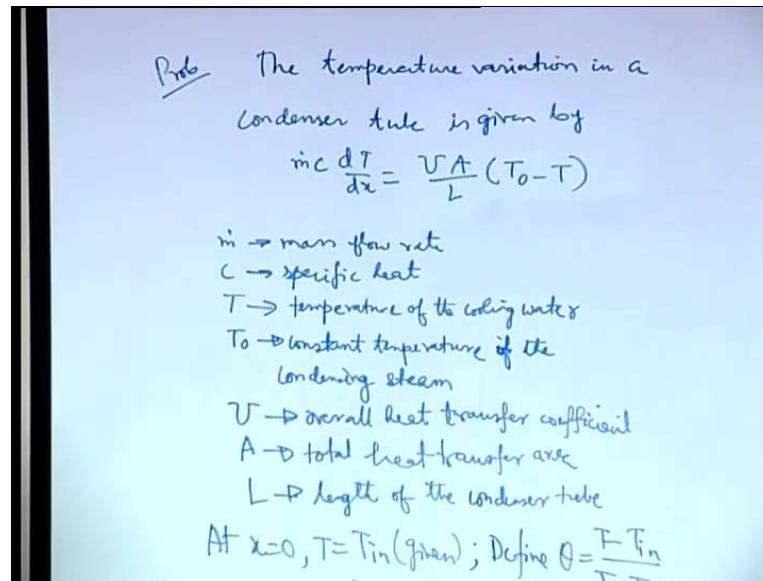 Prob The temperature variation in a
condenser tube is given by
ṁc dT/dx = UA/L (T₀ - T)
ṁ → mass flow rate
c → specific heat
T → temperature of the cooling water
T₀ → constant temperature of the
condensing steam
U → overall heat transfer coefficient
A → total heat transfer area
L → length of the condenser tube
At x=0, T = Tin (given); Define θ = T - Tin